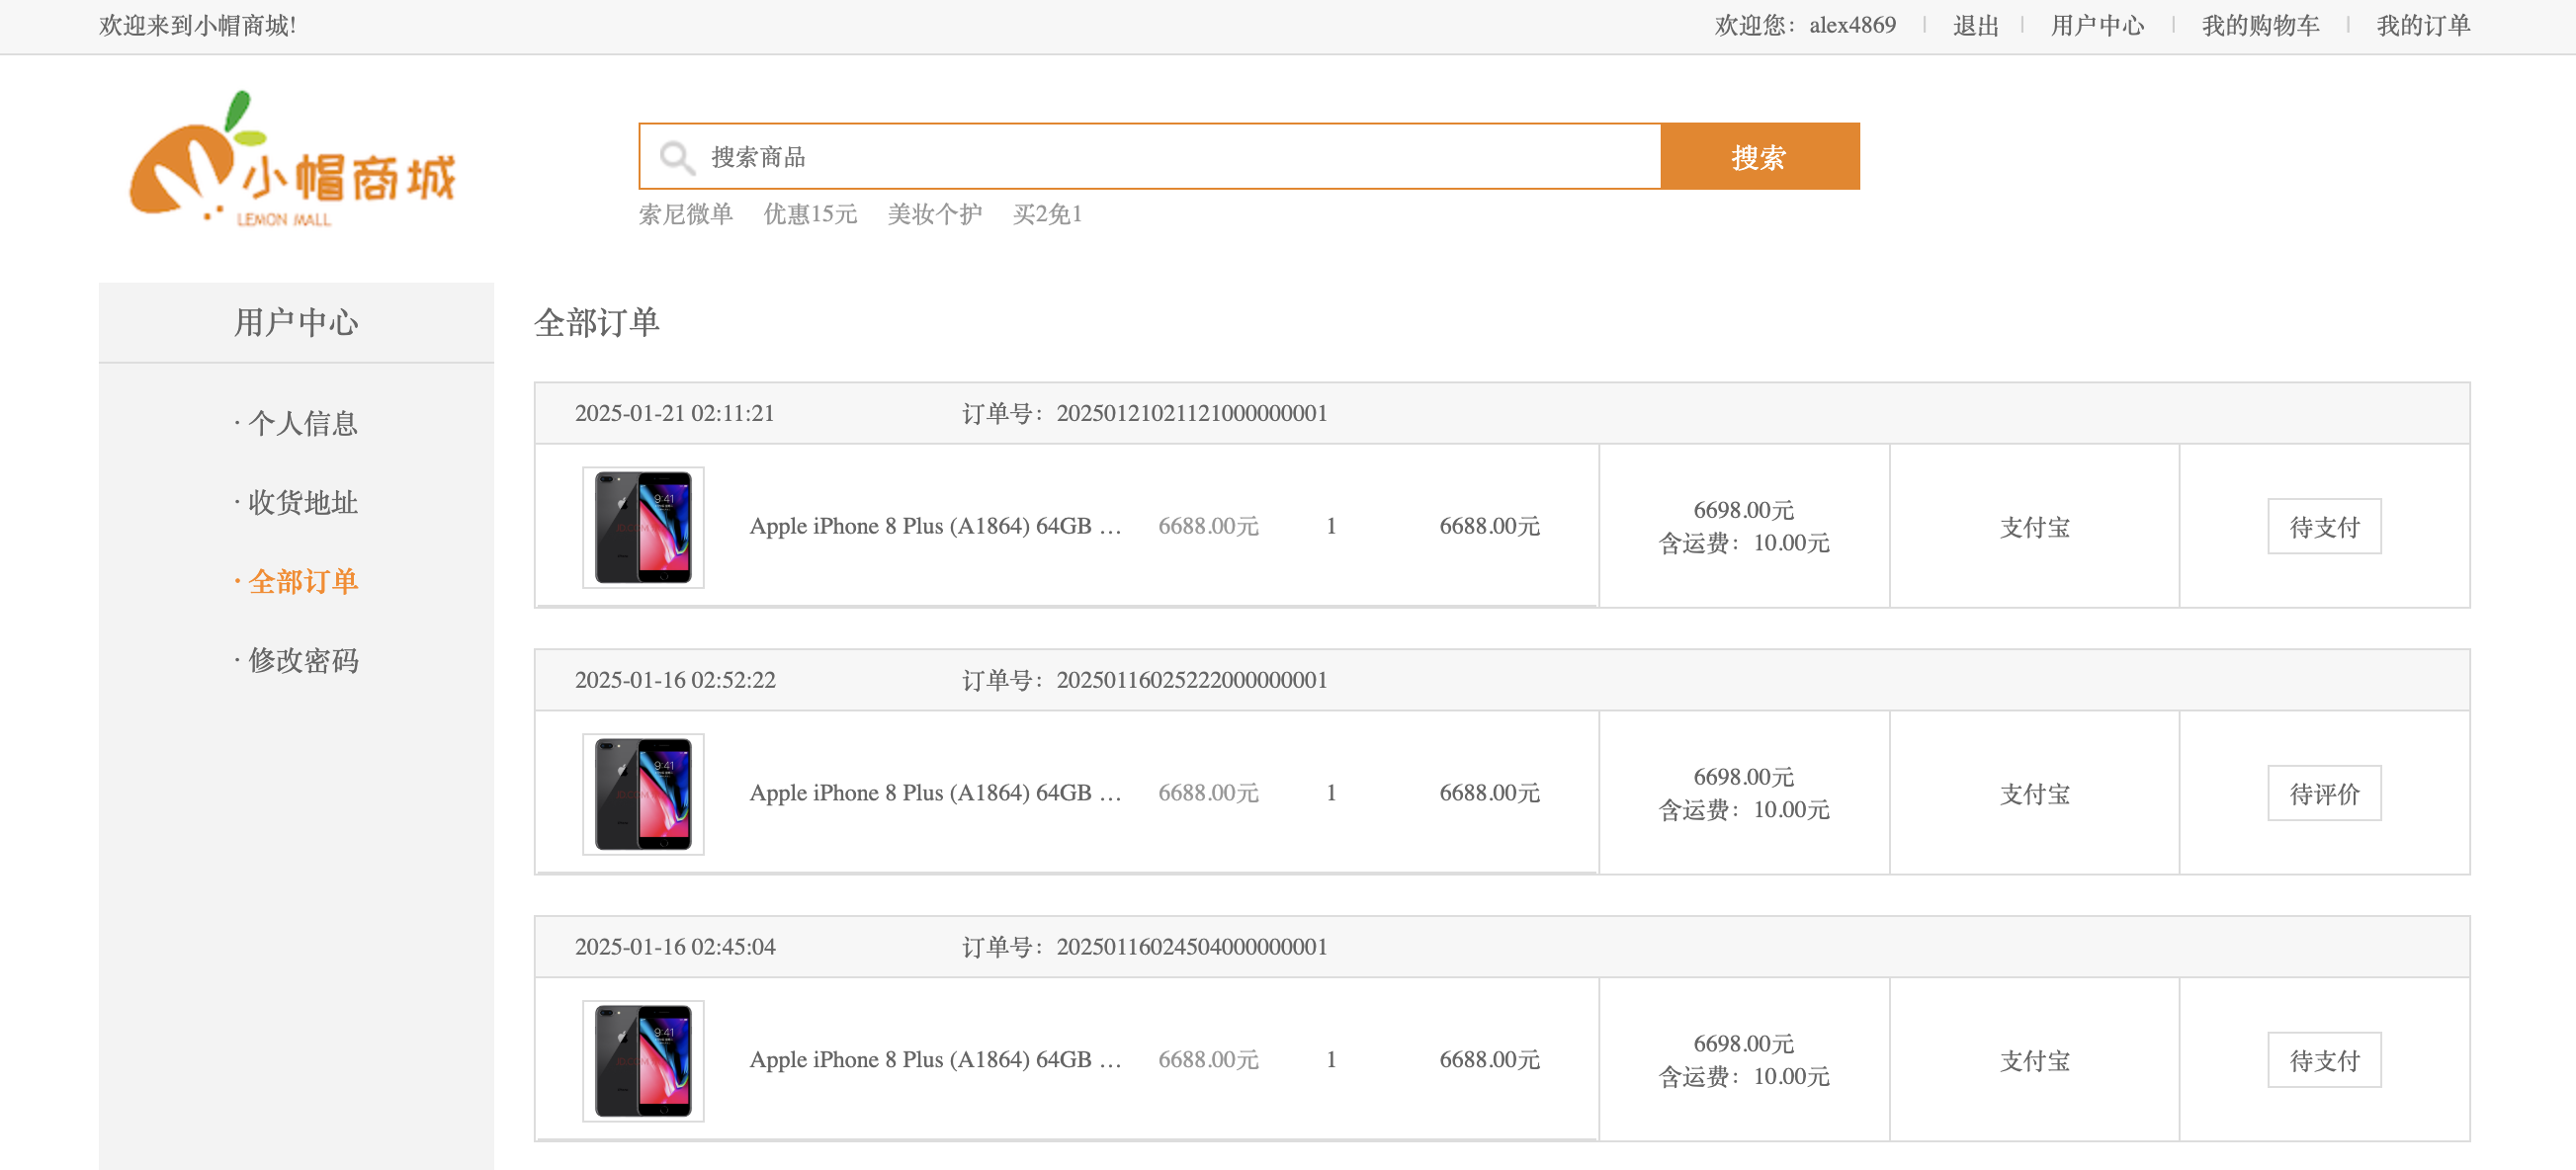 欢迎来到小帽商城!
欢迎您：alex4869 | 退出 | 用户中心 | 我的购物车 | 我的订单
小帽商城
LEMON MALL
搜索商品
搜索
索尼微单 优惠15元 美妆个护 买2免1
用户中心
· 个人信息
· 收货地址
· 全部订单
· 修改密码
全部订单
2025-01-21 02:11:21 订单号：20250121021121000000001
9:41
Apple iPhone 8 Plus (A1864) 64GB … 6688.00元 1 6688.00元
6698.00元
含运费：10.00元
支付宝
待支付
2025-01-16 02:52:22 订单号：20250116025222000000001
9:41
Apple iPhone 8 Plus (A1864) 64GB … 6688.00元 1 6688.00元
6698.00元
含运费：10.00元
支付宝
待评价
2025-01-16 02:45:04 订单号：20250116024504000000001
9:41
Apple iPhone 8 Plus (A1864) 64GB … 6688.00元 1 6688.00元
6698.00元
含运费：10.00元
支付宝
待支付